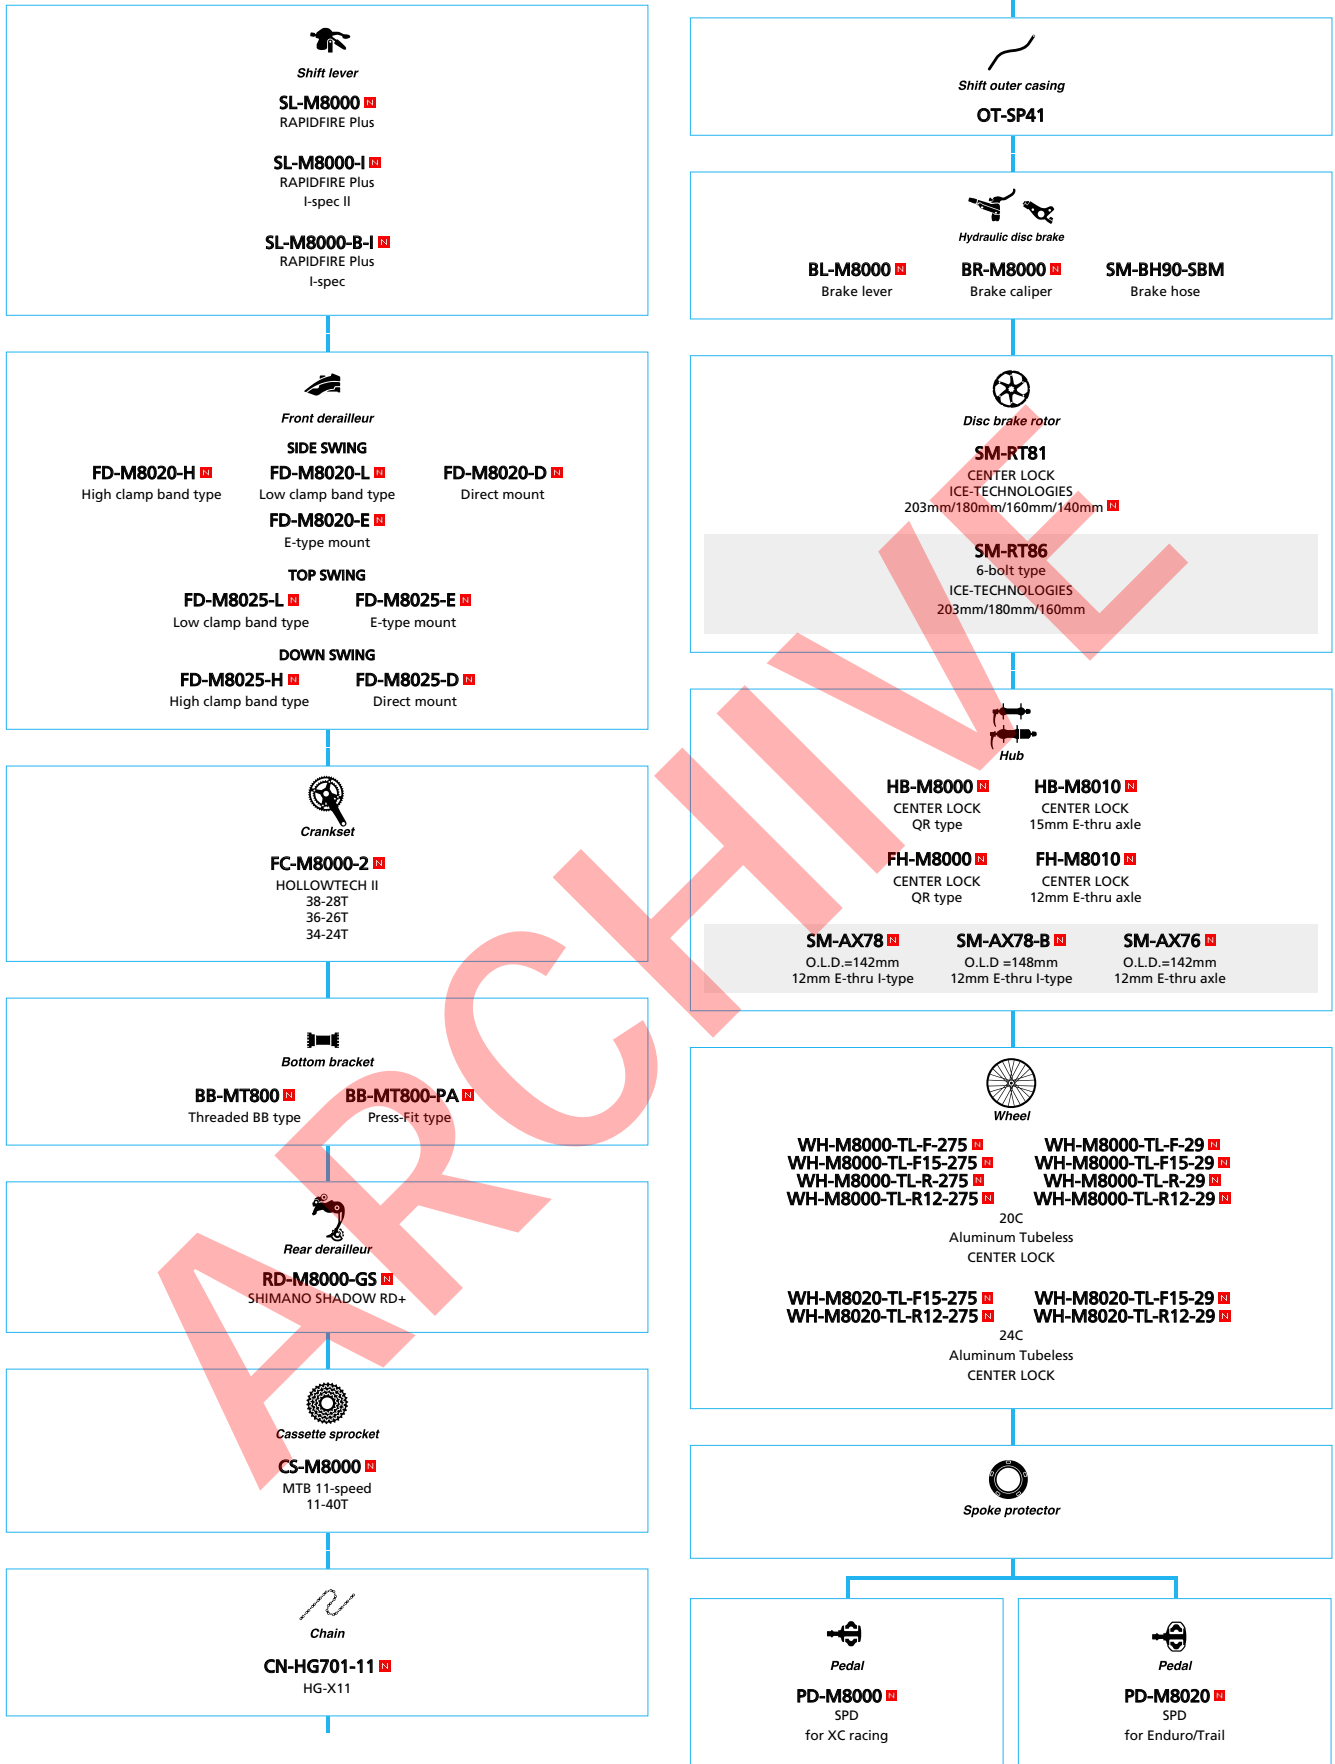 Shift lever
SL-M8000 N
RAPIDFIRE Plus
SL-M8000-I N
RAPIDFIRE Plus
I-spec II
SL-M8000-B-I N
RAPIDFIRE Plus
I-spec
Front derailleur
SIDE SWING
FD-M8020-H N FD-M8020-L N FD-M8020-D N
High clamp band type Low clamp band type Direct mount
FD-M8020-E N
E-type mount
TOP SWING
FD-M8025-L N FD-M8025-E N
Low clamp band type E-type mount
DOWN SWING
FD-M8025-H N FD-M8025-D N
High clamp band type Direct mount
Crankset
FC-M8000-2 N
HOLLOWTECH II
38-28T
36-26T
34-24T
Bottom bracket
BB-MT800 N BB-MT800-PA N
Threaded BB type Press-Fit type
Rear derailleur
RD-M8000-GS N
SHIMANO SHADOW RD+
Cassette sprocket
CS-M8000 N
MTB 11-speed
11-40T
Chain
CN-HG701-11 N
HG-X11
Shift outer casing
OT-SP41
Hydraulic disc brake
BL-M8000 N BR-M8000 N SM-BH90-SBM
Brake lever Brake caliper Brake hose
Disc brake rotor
SM-RT81
CENTER LOCK
ICE-TECHNOLOGIES
203mm/180mm/160mm/140mm N
SM-RT86
6-bolt type
ICE-TECHNOLOGIES
203mm/180mm/160mm
Hub
HB-M8000 N HB-M8010 N
CENTER LOCK CENTER LOCK
QR type 15mm E-thru axle
FH-M8000 N FH-M8010 N
CENTER LOCK CENTER LOCK
QR type 12mm E-thru axle
SM-AX78 N SM-AX78-B N SM-AX76 N
O.L.D.=142mm O.L.D =148mm O.L.D.=142mm
12mm E-thru I-type 12mm E-thru I-type 12mm E-thru axle
Wheel
WH-M8000-TL-F-275 N WH-M8000-TL-F-29 N
WH-M8000-TL-F15-275 N WH-M8000-TL-F15-29 N
WH-M8000-TL-R-275 N WH-M8000-TL-R-29 N
WH-M8000-TL-R12-275 N WH-M8000-TL-R12-29 N
20C
Aluminum Tubeless
CENTER LOCK
WH-M8020-TL-F15-275 N WH-M8020-TL-F15-29 N
WH-M8020-TL-R12-275 N WH-M8020-TL-R12-29 N
24C
Aluminum Tubeless
CENTER LOCK
Spoke protector
Pedal
PD-M8000 N
SPD
for XC racing
Pedal
PD-M8020 N
SPD
for Enduro/Trail
ARCHIVE